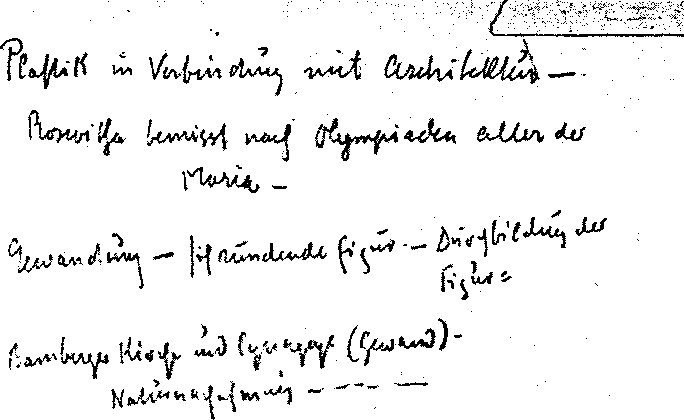 Plastik in Verbindung mit Architektur —
Roswitha bemisst nach Olympiaden alter der
Maria —
Gewandung — sich rundende Figur — Durchbildung der
Figur =
Bamberger Kirche und Synagoge (Gewand) -
Naturnachahmung - - - - —